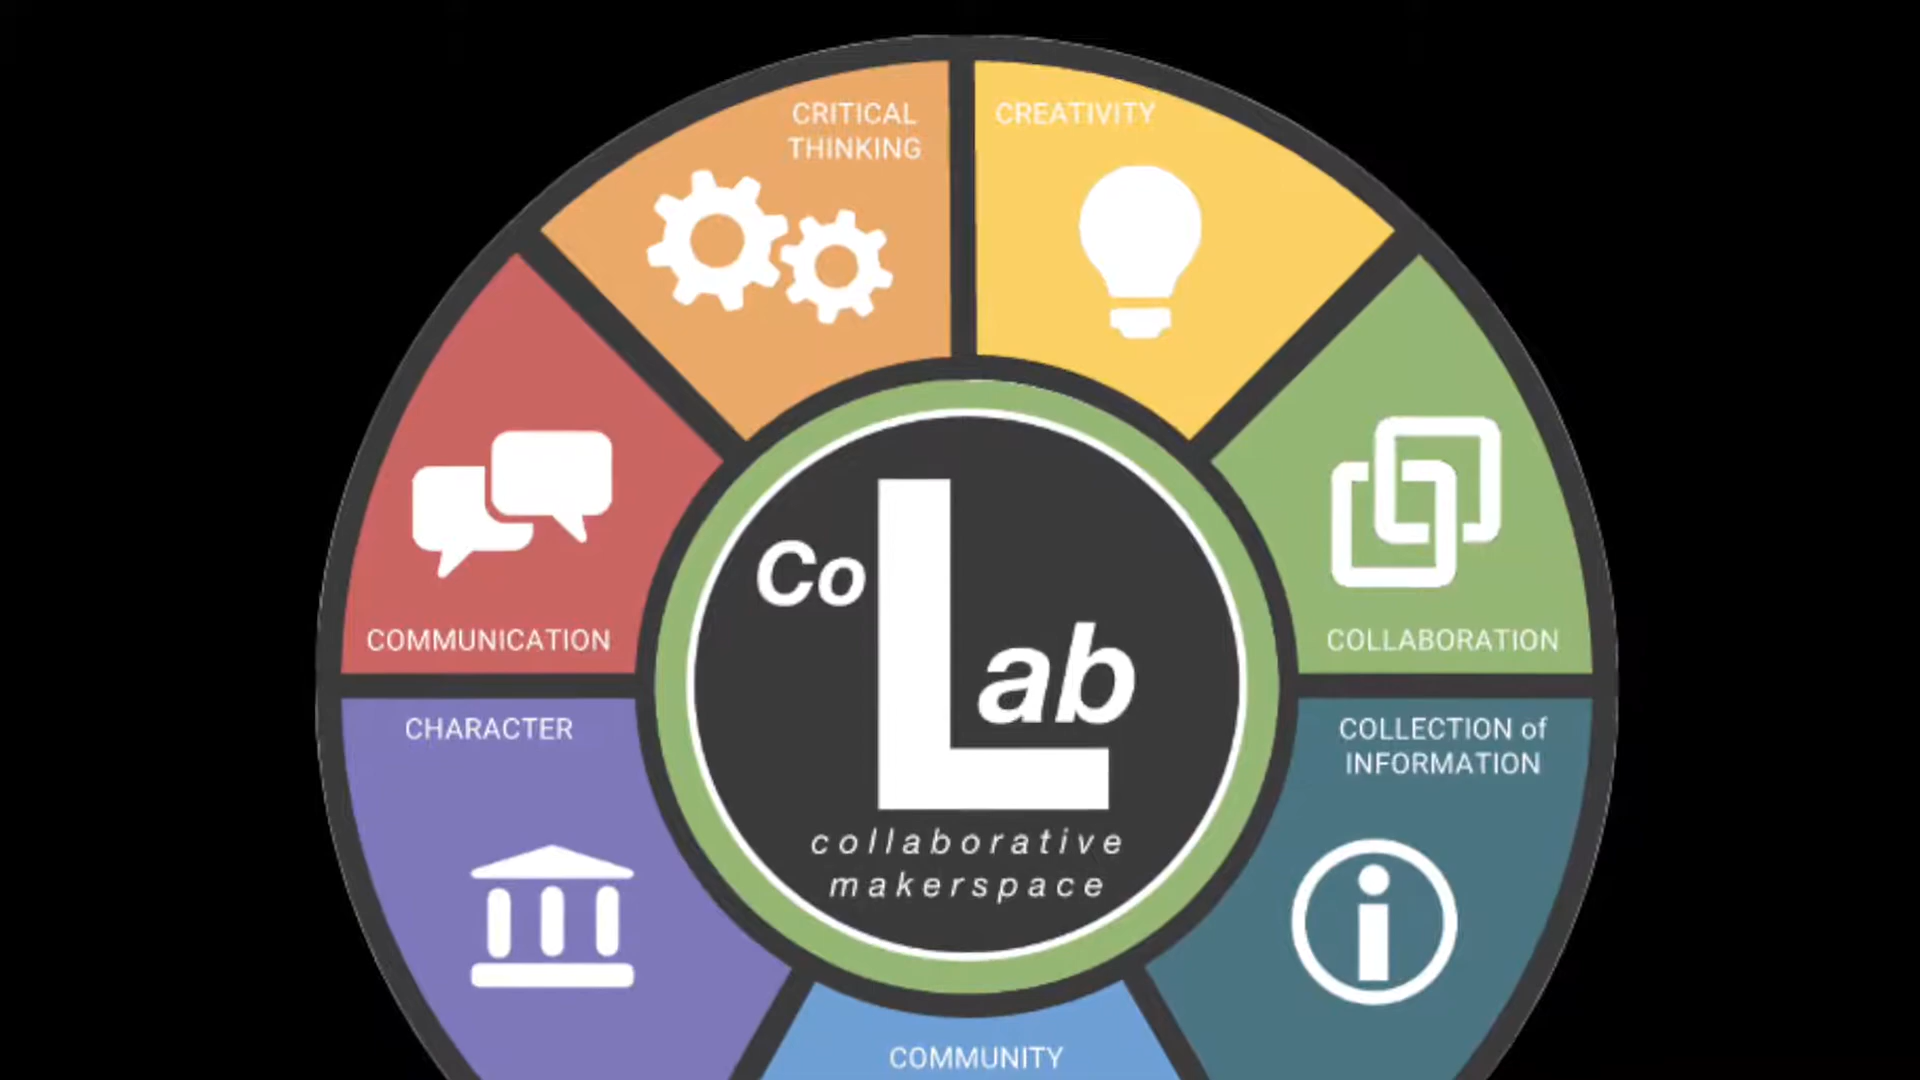 CRITICAL
THINKING
CREATIVITY
COMMUNICATION
COLLABORATION
Co
L
ab
collaborative
makerspace
CHARACTER
COLLECTION of
INFORMATION
COMMUNITY